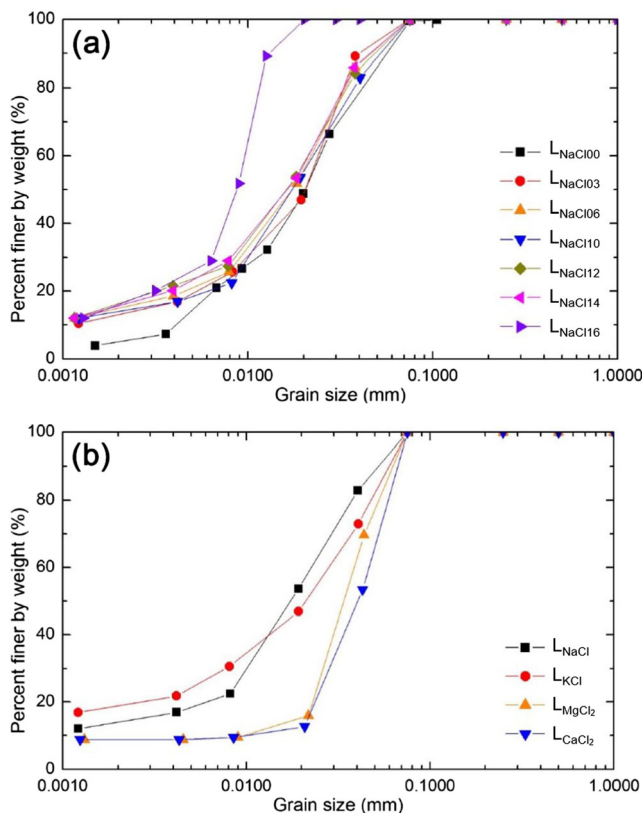 (a)
Percent finer by weight (%)
100
80
60
40
20
0
L_NaCl00
L_NaCl03
L_NaCl06
L_NaCl10
L_NaCl12
L_NaCl14
L_NaCl16
0.0010 0.0100 0.1000 1.0000
Grain size (mm)
(b)
Percent finer by weight (%)
100
80
60
40
20
0
L_NaCl
L_KCl
L_MgCl₂
L_CaCl₂
0.0010 0.0100 0.1000 1.0000
Grain size (mm)